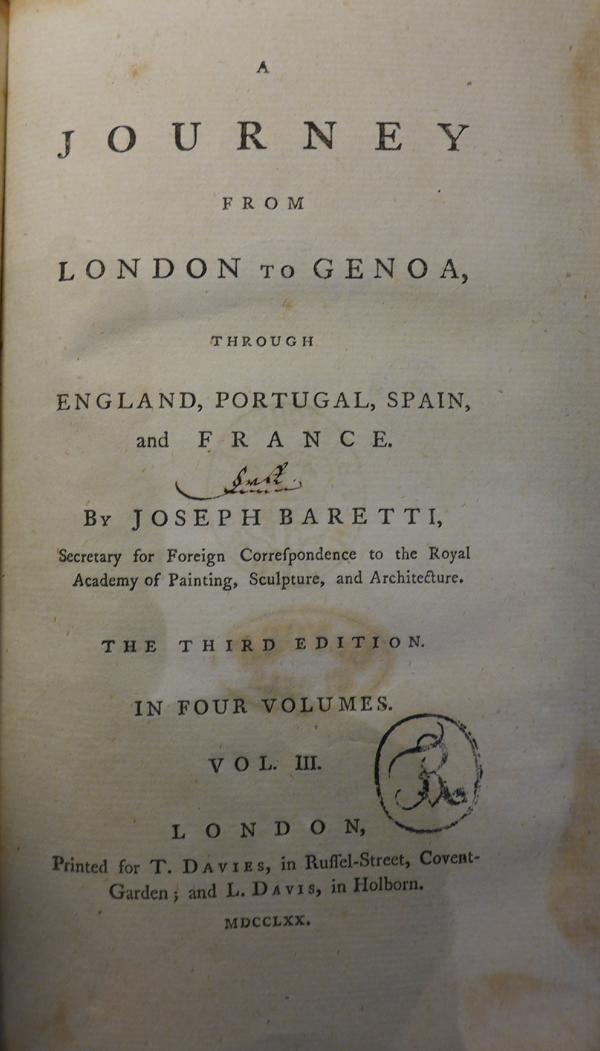 A
JOURNEY
FROM
LONDON TO GENOA,
THROUGH
ENGLAND, PORTUGAL, SPAIN,
and FRANCE.
By JOSEPH BARETTI,
Secretary for Foreign Correſpondence to the Royal
Academy of Painting, Sculpture, and Architecture.
THE THIRD EDITION.
IN FOUR VOLUMES.
VOL. III.
LONDON,
Printed for T. DAVIES, in Ruſſel-Street, Covent-
Garden; and L. DAVIS, in Holborn.
MDCCLXX.